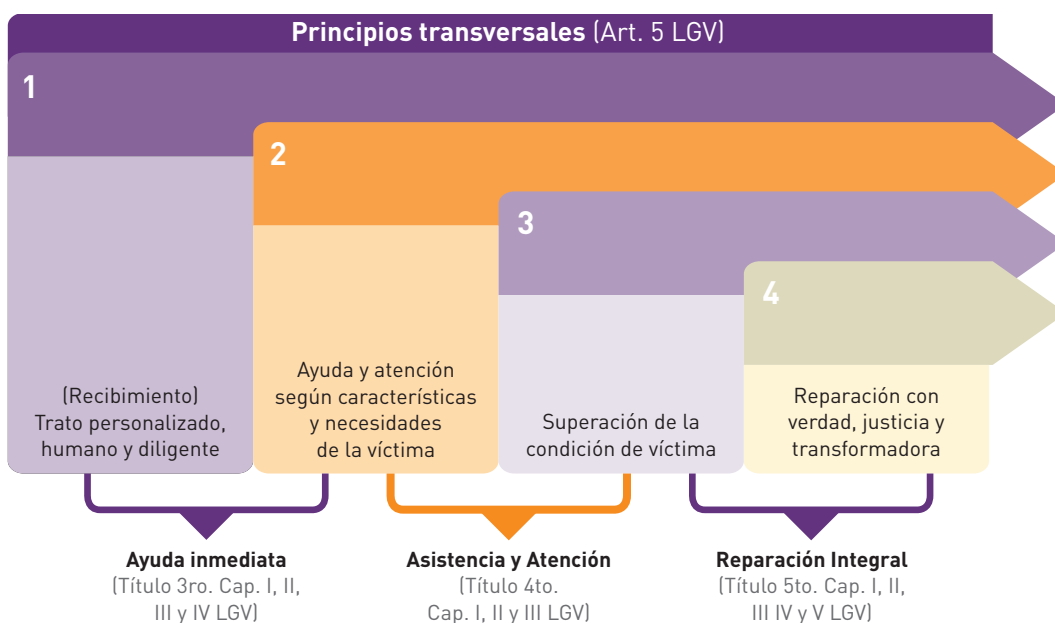 Principios transversales (Art. 5 LGV)
1
2
3
4
(Recibimiento)
Trato personalizado,
humano y diligente
Ayuda y atención
según características
y necesidades
de la víctima
Superación de la
condición de víctima
Reparación con
verdad, justicia y
transformadora
Ayuda inmediata
(Título 3ro. Cap. I, II,
III y IV LGV)
Asistencia y Atención
(Título 4to.
Cap. I, II y III LGV)
Reparación Integral
(Título 5to. Cap. I, II,
III IV y V LGV)